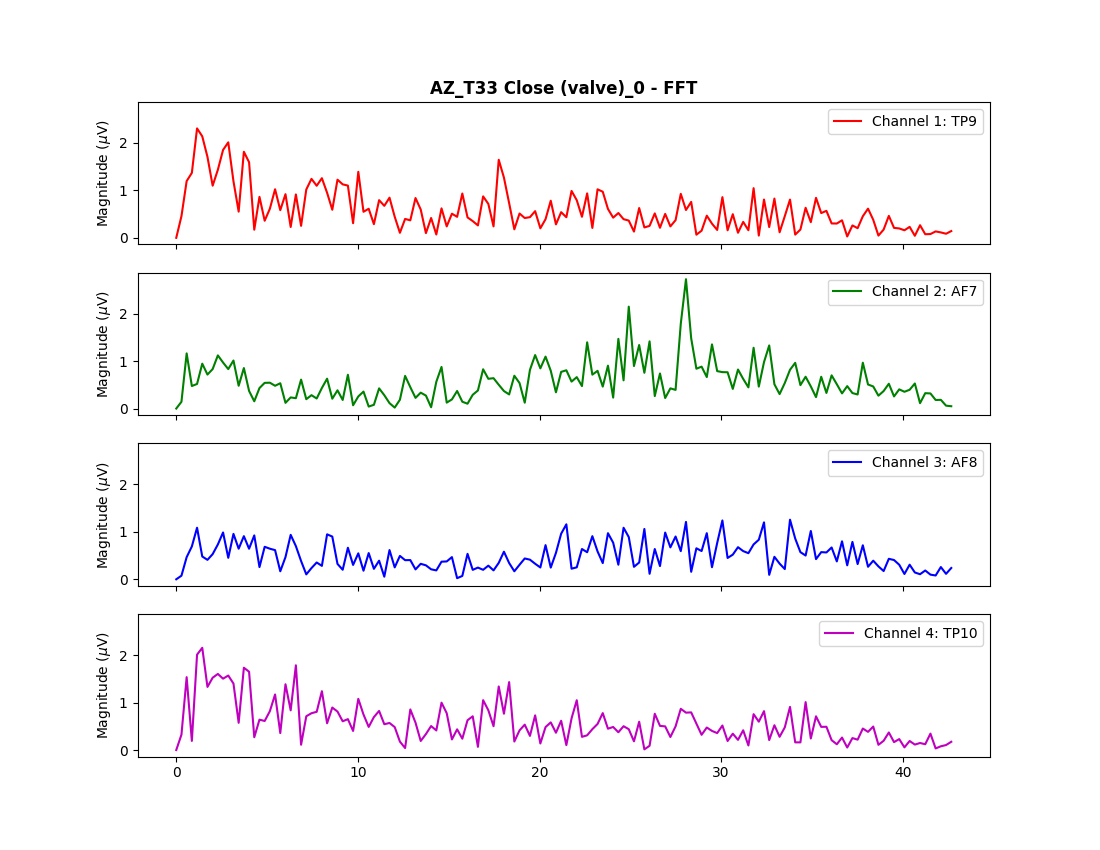 AZ_T33 Close (valve)_0 - FFT
Magnitude (μV)
2
1
0
Channel 1: TP9
Magnitude (μV)
2
1
0
Channel 2: AF7
Magnitude (μV)
2
1
0
Channel 3: AF8
Magnitude (μV)
2
1
0
Channel 4: TP10
0 10 20 30 40